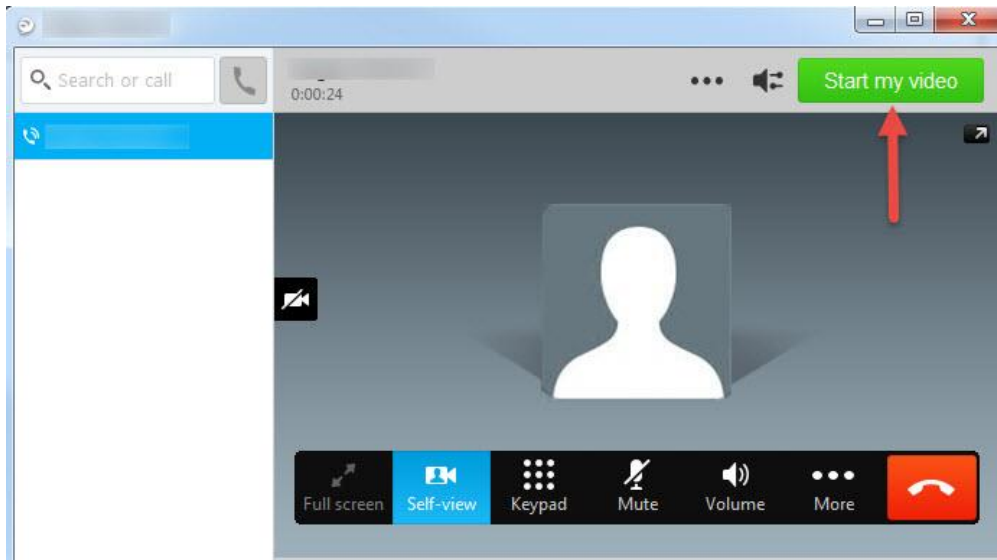 Search or call
0:00:24
Start my video
Full screen
Self-view
Keypad
Mute
Volume
More